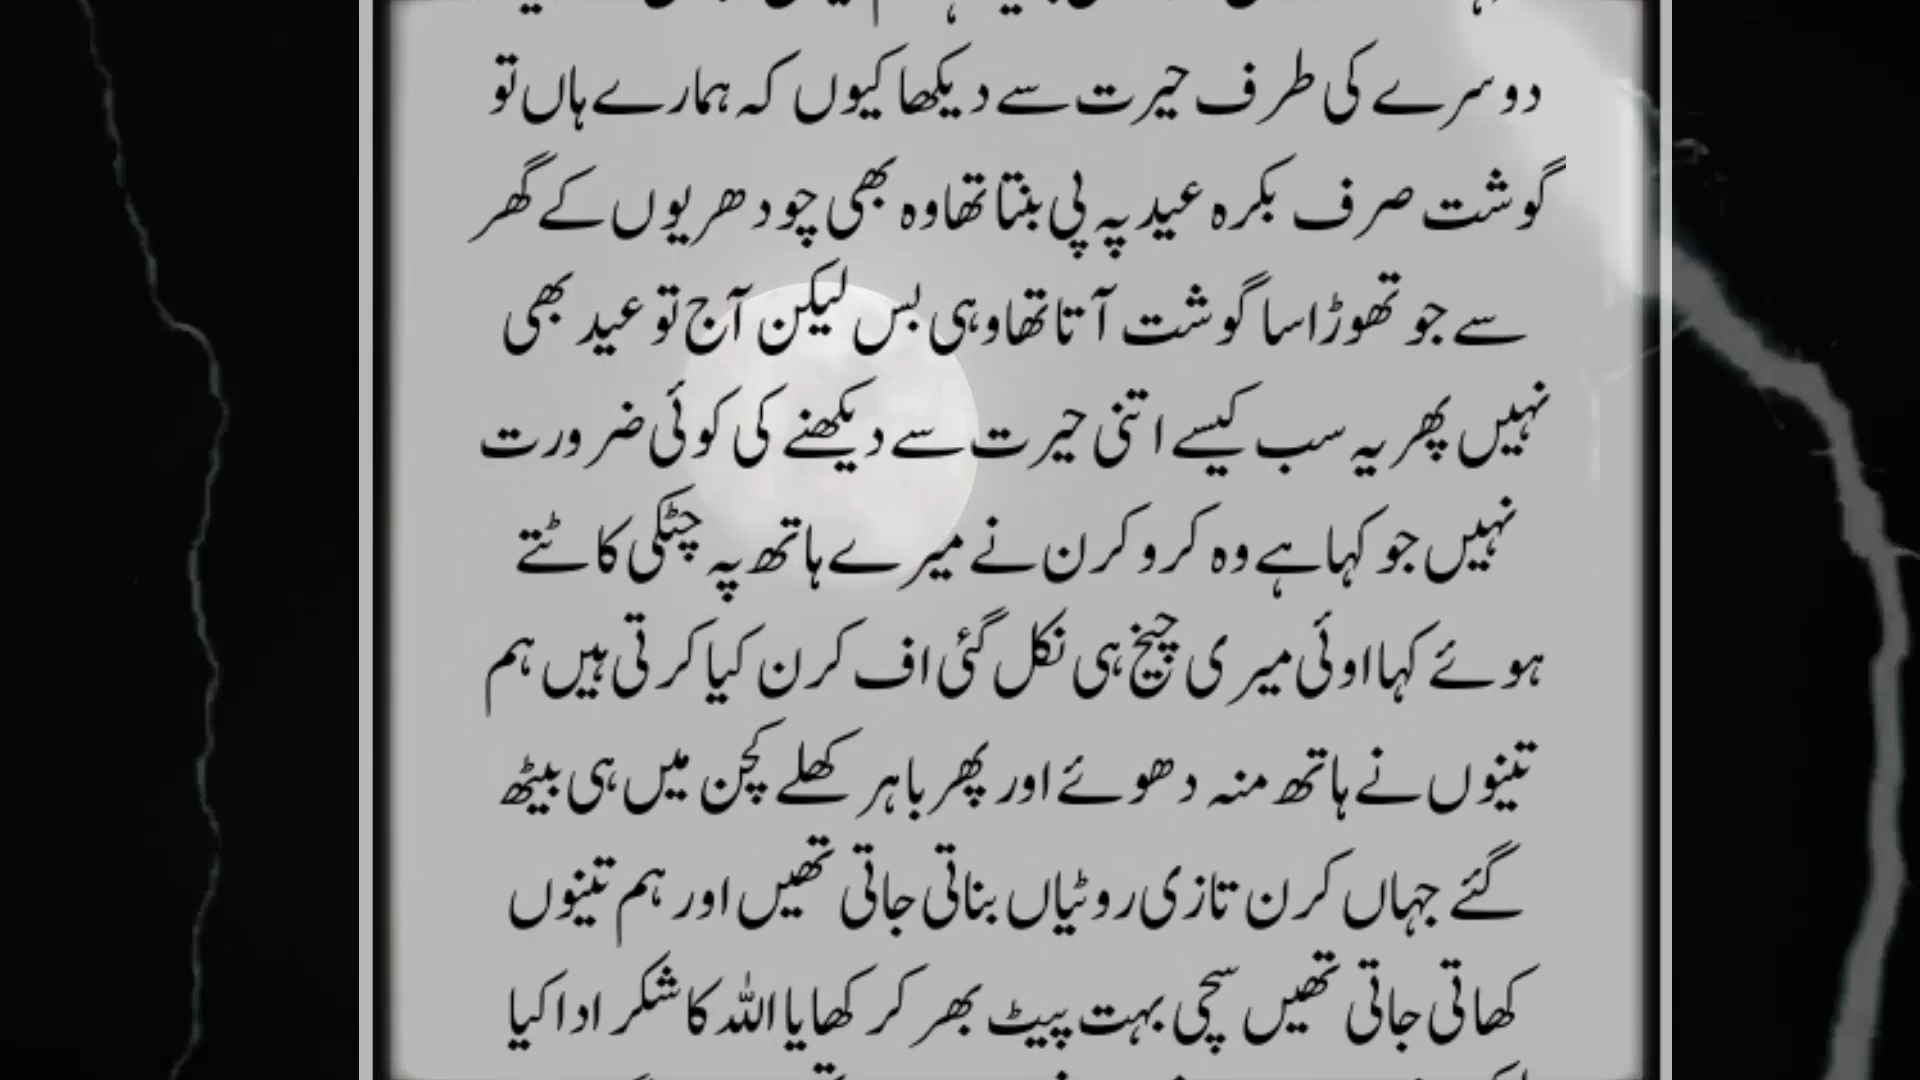 دوسرے کی طرف حیرت سے دیکھا کیوں کہ ہمارے ہاں تو
گوشت صرف بکرہ عید پہ پی بنتا تھا وہ بھی چودھریوں کے گھر
سے جو تھوڑا سا گوشت آتا تھا وہی بس لیکن آج تو عید بھی
نہیں پھر یہ سب کیسے اتنی حیرت سے دیکھنے کی کوئی ضرورت
نہیں جو کہا ہے وہ کرو کرن نے میرے ہاتھ پہ چٹکی کاٹتے
ہوئے کہا اوئی میری چیخ ہی نکل گئی اف کرن کیا کرتی ہیں ہم
تینوں نے ہاتھ منہ دھوئے اور پھر باہر کھلے کچن میں ہی بیٹھ
گئے جہاں کرن تازی روٹیاں بناتی جاتی تھیں اور ہم تینوں
کھاتی جاتی تھیں سچی بہت پیٹ بھر کر کھایا اللہ کا شکر ادا کیا